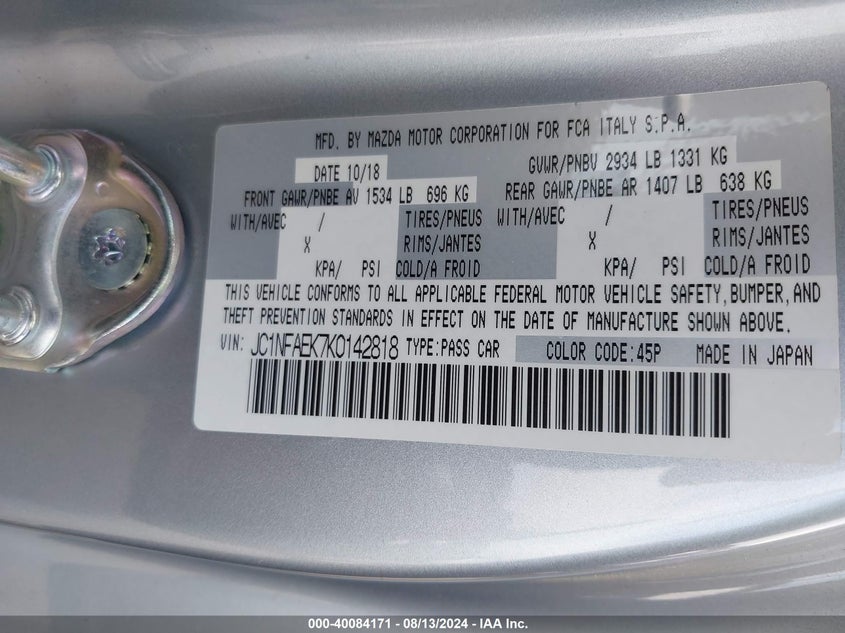 MFD. BY MAZDA MOTOR CORPORATION FOR FCA ITALY S.P.A.
DATE 10/18 GVWR/PNBV 2934 LB 1331 KG
FRONT GAWR/PNBE AV 1534 LB 696 KG REAR GAWR/PNBE AR 1407 LB 638 KG
WITH/AVEC / TIRES/PNEUS WITH/AVEC / TIRES/PNEUS
X RIMS/JANTES X RIMS/JANTES
KPA/ PSI COLD/A FROID KPA/ PSI COLD/A FROID
THIS VEHICLE CONFORMS TO ALL APPLICABLE FEDERAL MOTOR VEHICLE SAFETY, BUMPER, AND
THEFT PREVENTION STANDARDS IN EFFECT ON THE DATE OF MANUFACTURE SHOWN ABOVE.
VIN: JC1NFAEK7K0142818 TYPE:PASS CAR COLOR CODE:45P MADE IN JAPAN
000-40084171 - 08/13/2024 - IAA Inc.